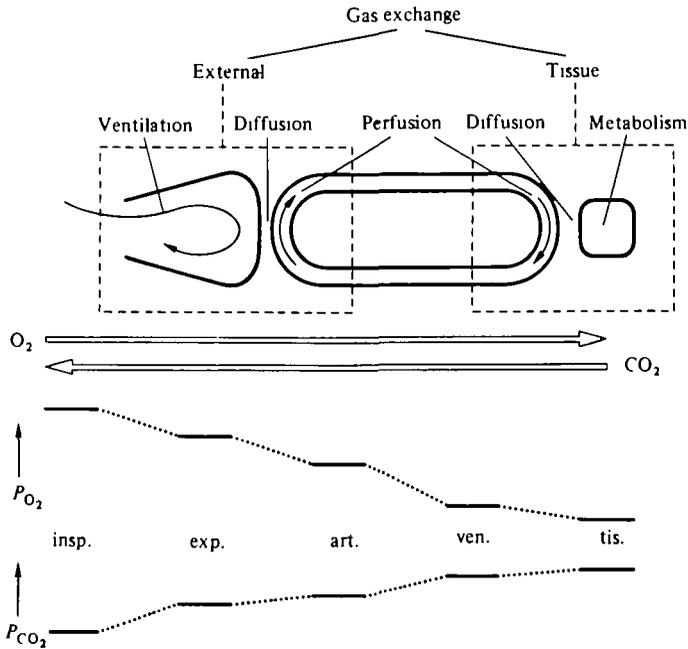 Gas exchange
External Tissue
Ventilation Diffusion Perfusion Diffusion Metabolism
O2
CO2
PO2
insp. exp. art. ven. tis.
PCO2